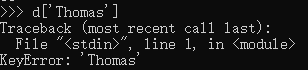 >>> d['Thomas']
Traceback (most recent call last):
  File "<stdin>", line 1, in <module>
KeyError: 'Thomas'